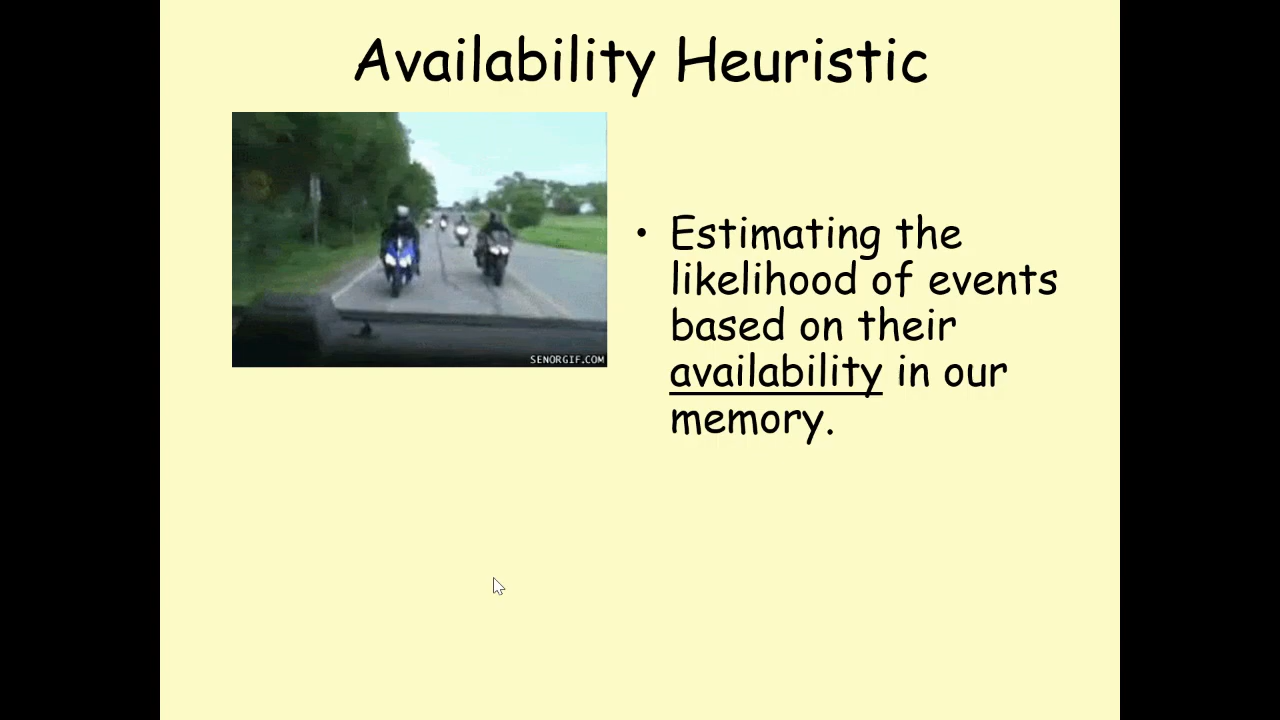 Availability Heuristic
SENORGIF.COM
• Estimating the
likelihood of events
based on their
availability in our
memory.